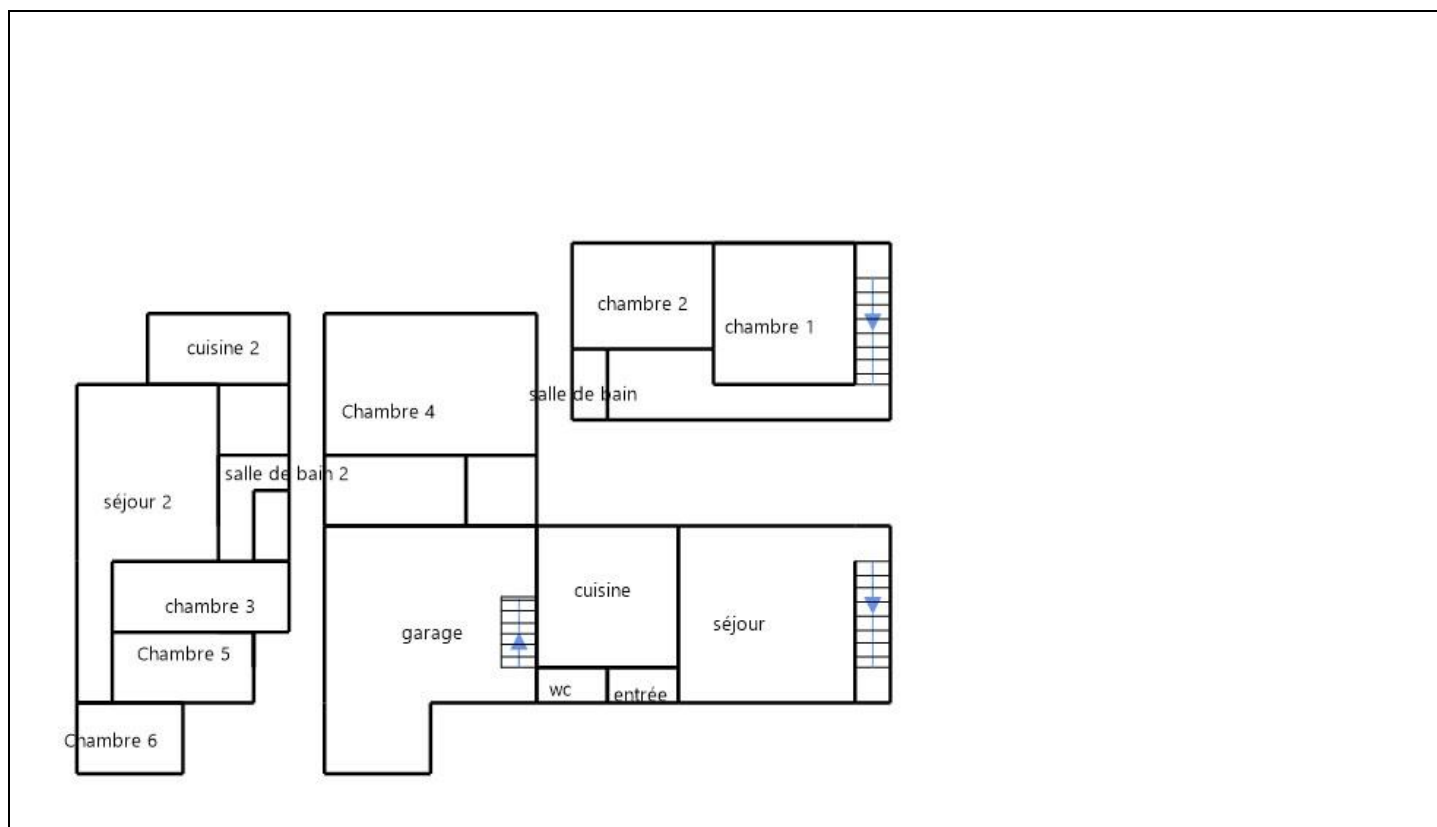 chambre 2
chambre 1
cuisine 2
salle de bain
Chambre 4
salle de bain 2
séjour 2
cuisine
chambre 3
séjour
garage
Chambre 5
wc
entrée
Chambre 6